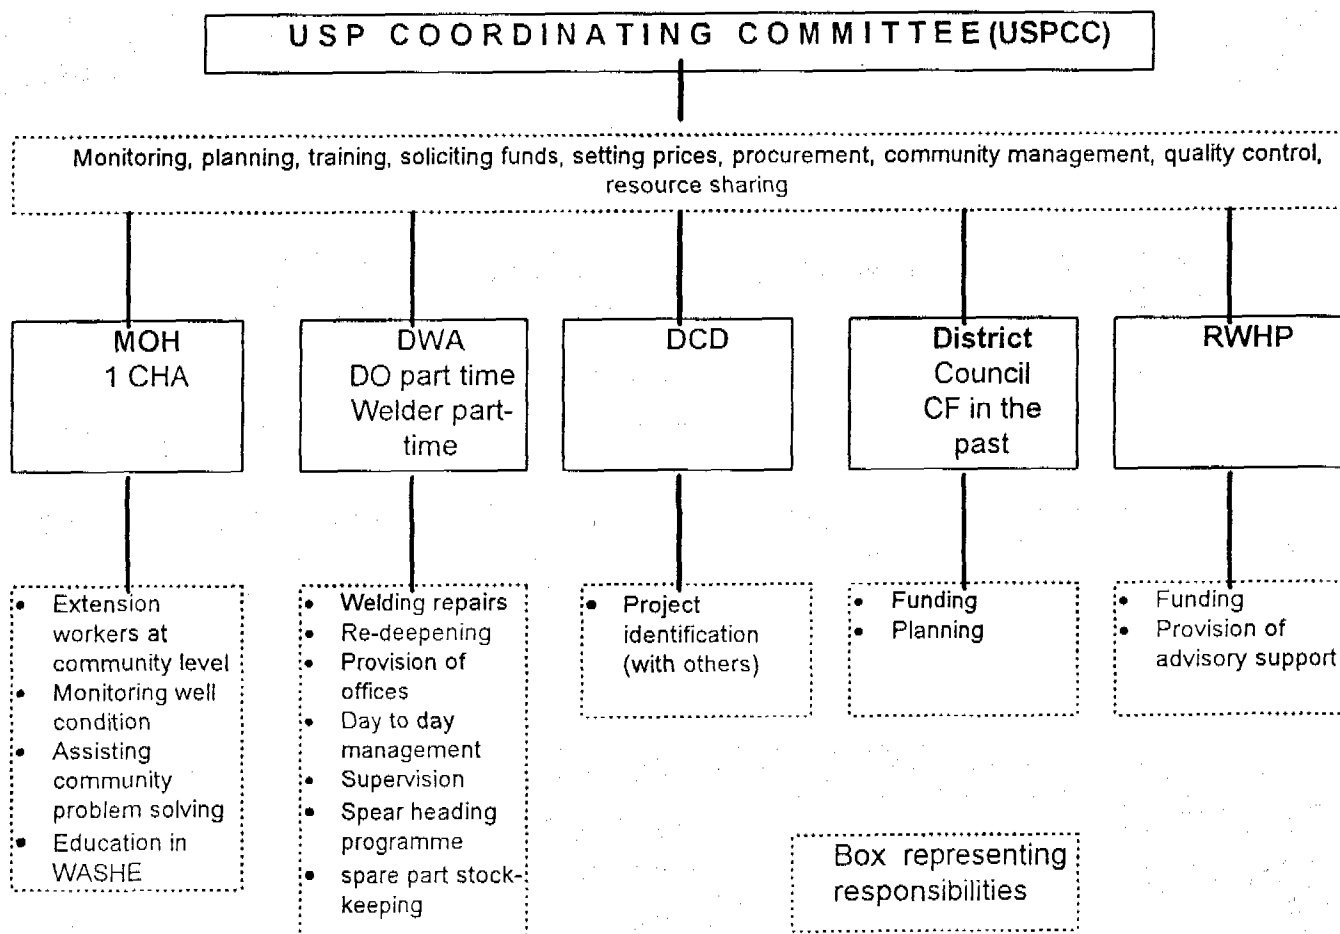 USP COORDINATING COMMITTEE (USPCC)
Monitoring, planning, training, soliciting funds, setting prices, procurement, community management, quality control,
resource sharing
MOH
1 CHA
DWA
DO part time
Welder part-
time
DCD
District
Council
CF in the
past
RWHP
• Extension
workers at
community level
• Monitoring well
condition
• Assisting
community
problem solving
• Education in
WASHE
• Welding repairs
• Re-deepening
• Provision of
offices
• Day to day
management
• Supervision
• Spear heading
programme
• spare part stock-
keeping
• Project
identification
(with others)
• Funding
• Planning
• Funding
• Provision of
advisory support
Box representing
responsibilities